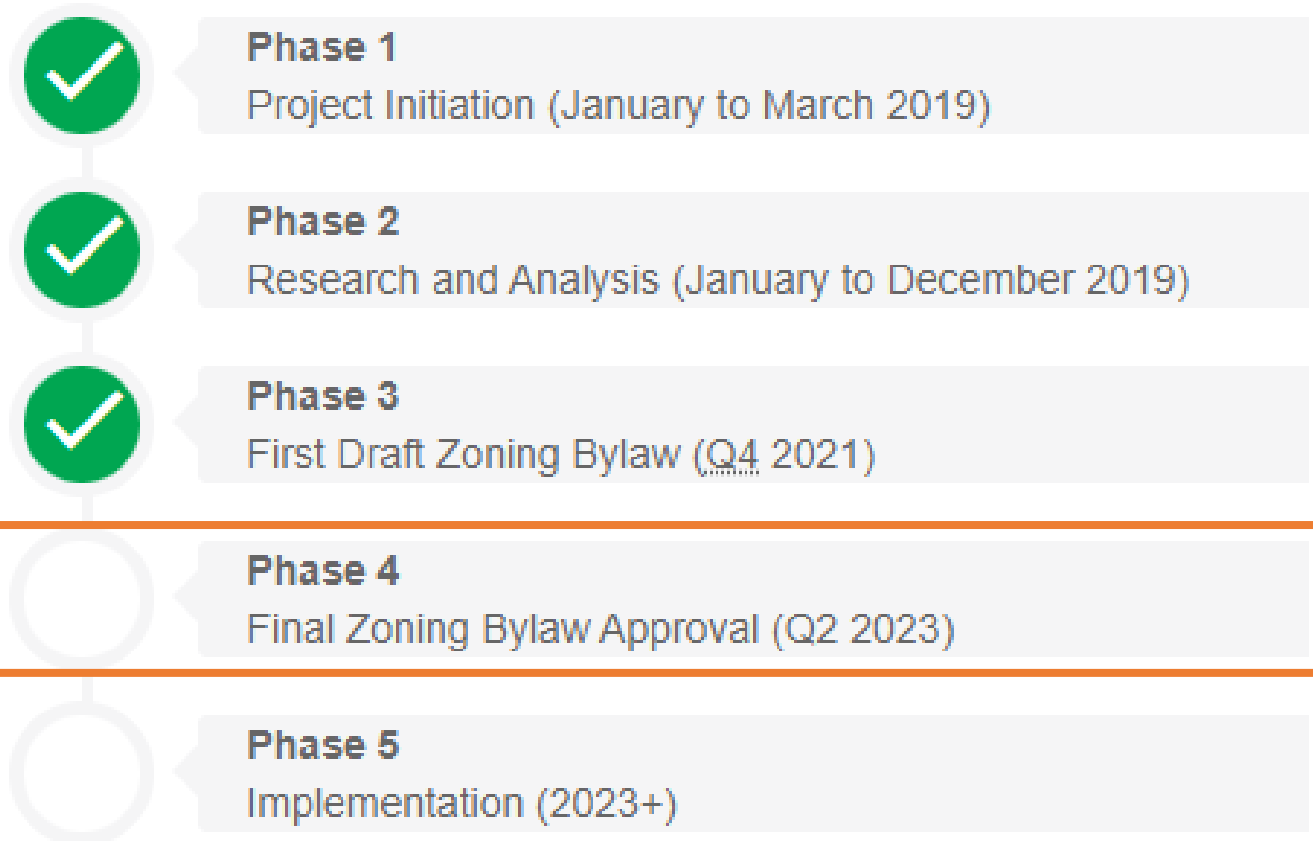 Phase 1
Project Initiation (January to March 2019)
Phase 2
Research and Analysis (January to December 2019)
Phase 3
First Draft Zoning Bylaw (Q4 2021)
Phase 4
Final Zoning Bylaw Approval (Q2 2023)
Phase 5
Implementation (2023+)